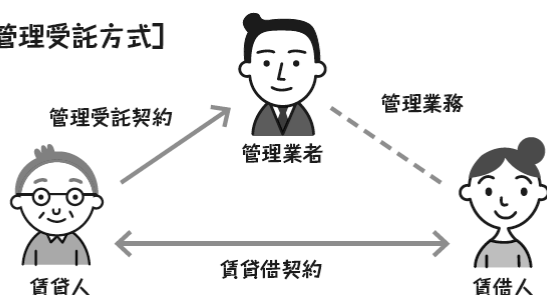 管理受託方式]
管理受託契約
管理業務
管理業者
賃貸借契約
賃貸人
賃借人